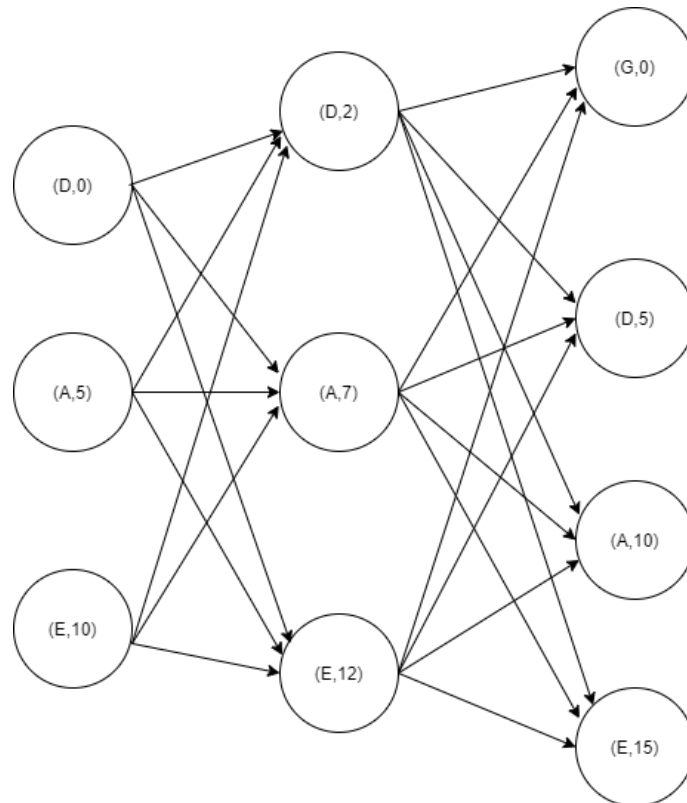 (D,0)
(A,5)
(E,10)
(D,2)
(A,7)
(E,12)
(G,0)
(D,5)
(A,10)
(E,15)